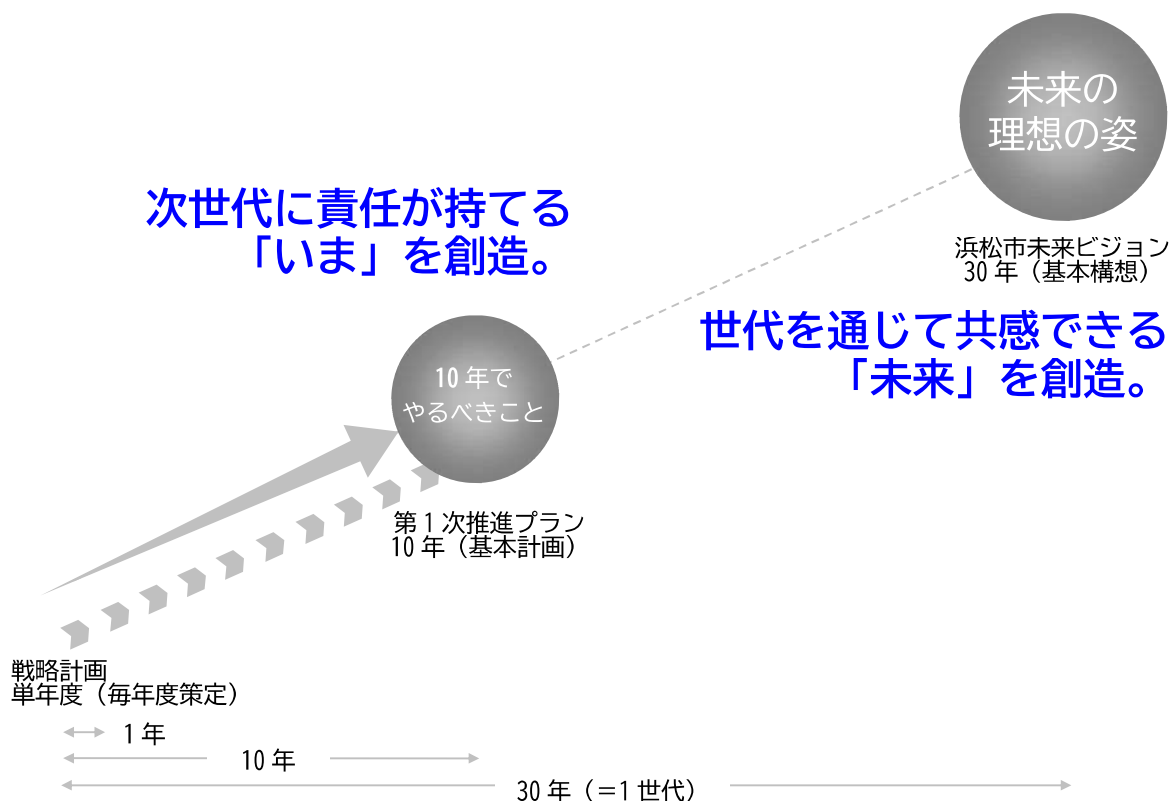 未来の
理想の姿
浜松市未来ビジョン
30年（基本構想）
次世代に責任が持てる
「いま」を創造。
世代を通じて共感できる
「未来」を創造。
10年で
やるべきこと
第1次推進プラン
10年（基本計画）
戦略計画
単年度（毎年度策定）
1年
10年
30年（＝1世代）